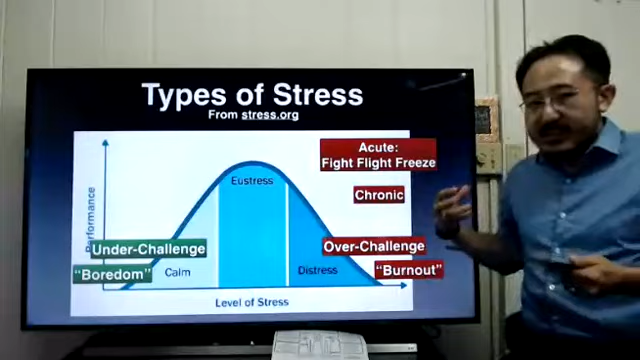 Types of Stress
From stress.org
Acute:
Fight Flight Freeze
Eustress
Chronic
Performance
Under-Challenge
Over-Challenge
"Boredom"
Calm
Distress
"Burnout"
Level of Stress